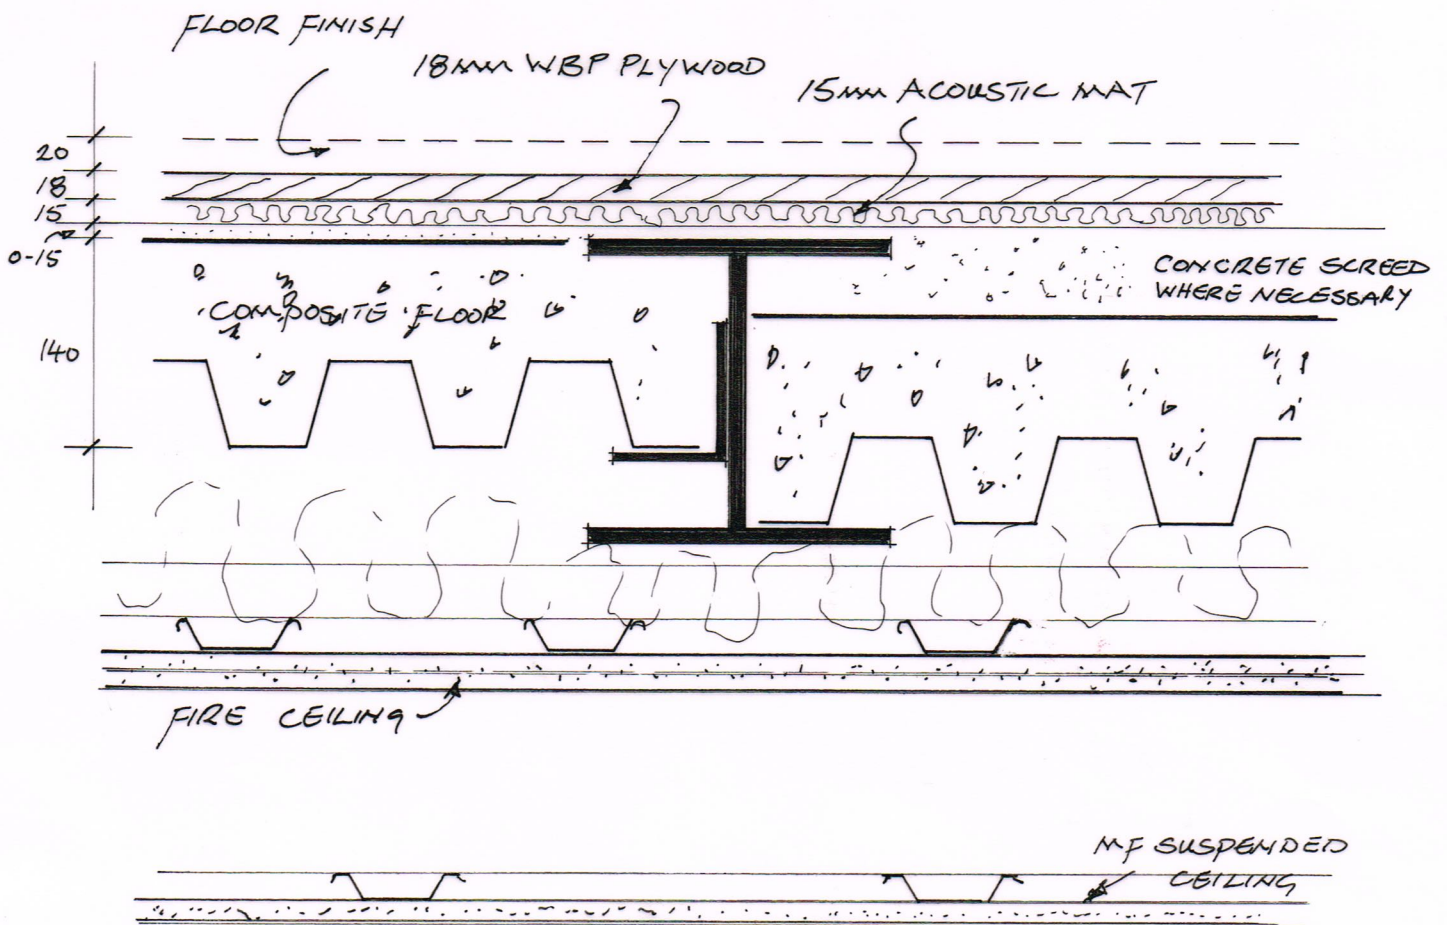 FLOOR FINISH
18mm WBP PLYWOOD
15mm ACOUSTIC MAT
20
18
15
0-15
CONCRETE SCREED
WHERE NECESSARY
COMPOSITE FLOOR
140
FIRE CEILING
MF SUSPENDED
CEILING